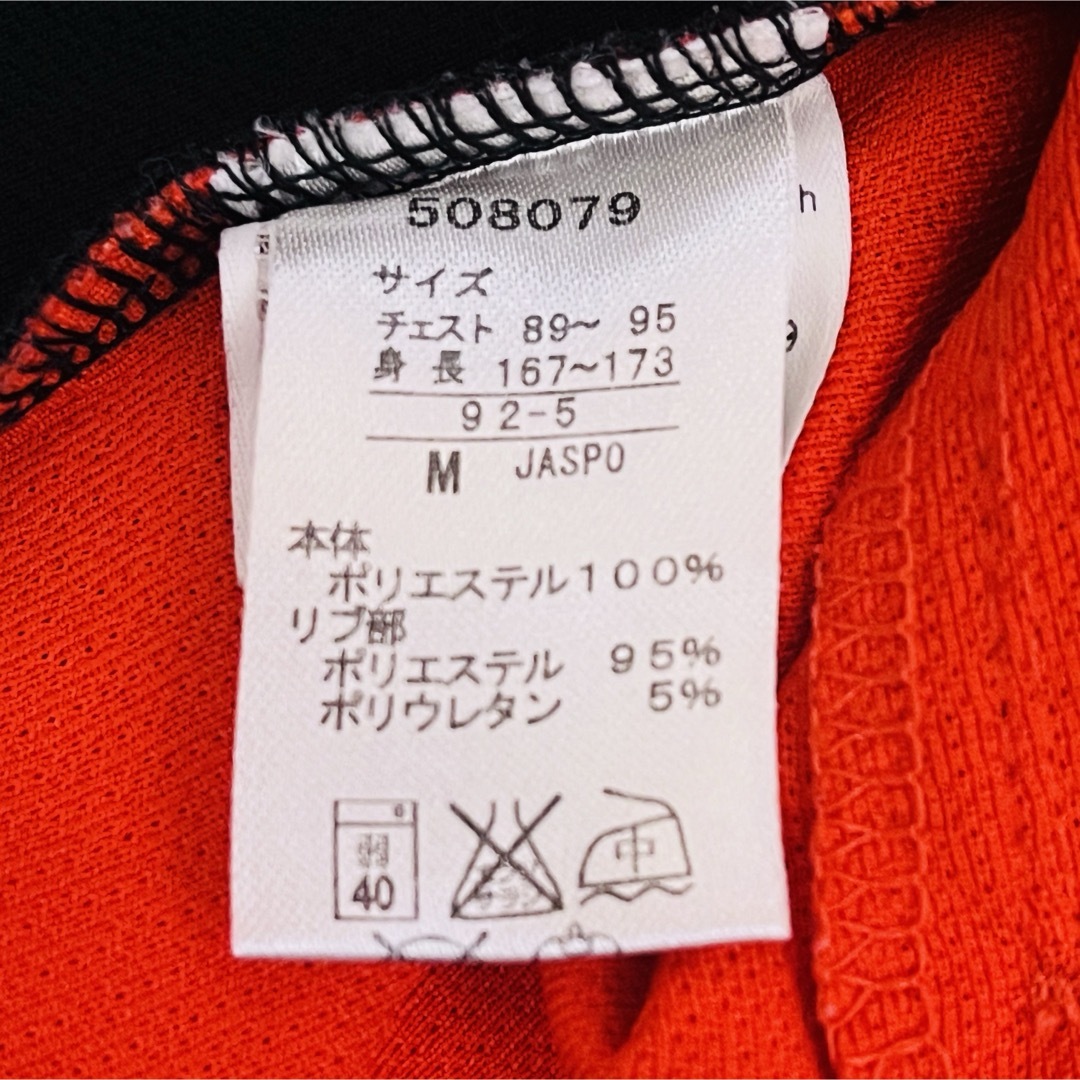 508079
サイズ
チェスト 89～ 95
身長 167～173
92-5
M JASPO
本体
ポリエステル100%
リブ部
ポリエステル 95%
ポリウレタン 5%
弱
40
中
h